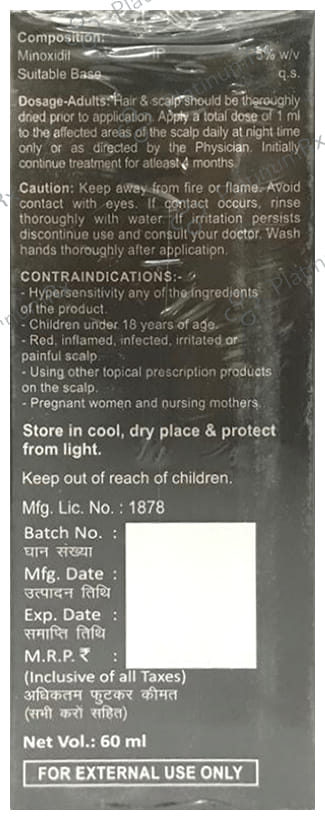 Composition:
Minoxidil IP 5% w/v
Suitable Base q.s.
Dosage-Adults: Hair & scalp should be thoroughly
dried prior to application. Apply a total dose of 1 ml
to the affected areas of the scalp daily at night time
only or as directed by the Physician. Initially
continue treatment for atleast 4 months.
Caution: Keep away from fire or flame. Avoid
contact with eyes. If contact occurs, rinse
thoroughly with water. If irritation persists
discontinue use and consult your doctor. Wash
hands thoroughly after application.
CONTRAINDICATIONS:-
- Hypersensitivity any of the ingredients
of the product.
- Children under 18 years of age.
- Red, inflamed, infected, irritated or
painful scalp.
- Using other topical prescription products
on the scalp.
- Pregnant women and nursing mothers.
Store in cool, dry place & protect
from light.
Keep out of reach of children.
Mfg. Lic. No. : 1878
Batch No. :
घान संख्या
Mfg. Date :
उत्पादन तिथि
Exp. Date :
समाप्ति तिथि
M.R.P. ₹ :
(Inclusive of all Taxes)
अधिकतम फुटकर कीमत
(सभी करों सहित)
Net Vol.: 60 ml
FOR EXTERNAL USE ONLY